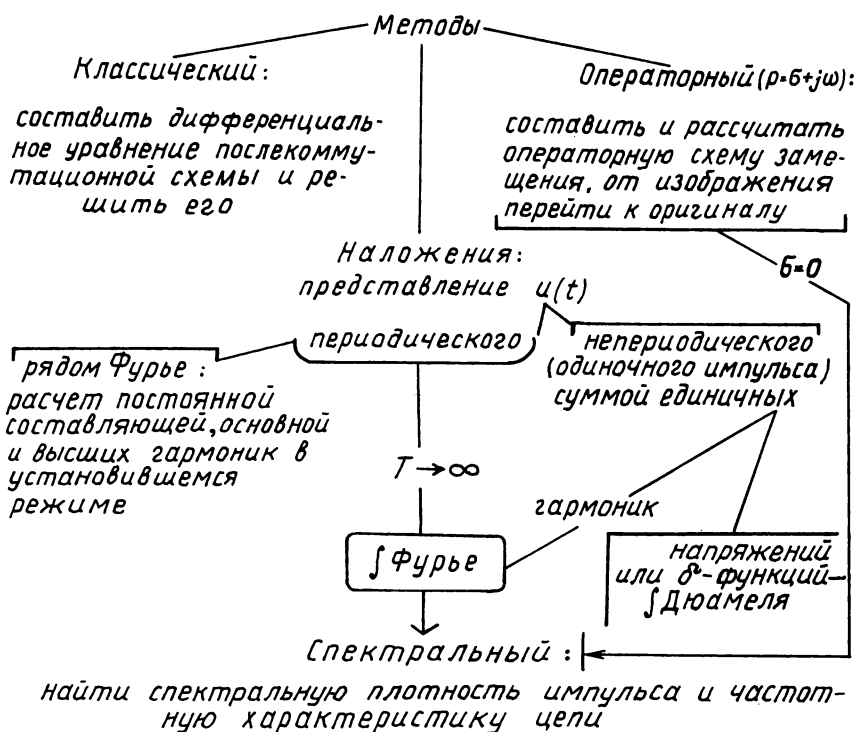 Методы
Классический:
составить дифференциаль-
ное уравнение послекомму-
тационной схемы и ре-
шить его
Операторный (p=б+jω):
составить и рассчитать
операторную схему заме-
щения, от изображения
перейти к оригиналу
б=0
Наложения:
представление u(t)
периодического
непериодического
(одиночного импульса)
суммой единичных
рядом Фурье:
расчет постоянной
составляющей, основной
и высших гармоник в
установившемся
режиме
T→∞
гармоник
∫Фурье
напряжений
или δ-функций-
∫Дюамеля
Спектральный:
найти спектральную плотность импульса и частот-
ную характеристику цепи